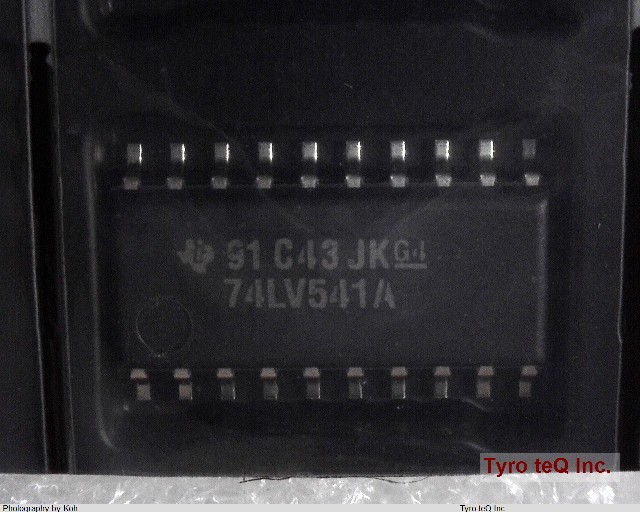 91 C43 JK G4
74LV541A
Tyro teQ Inc.
Photography by Koh
Tyro teQ Inc